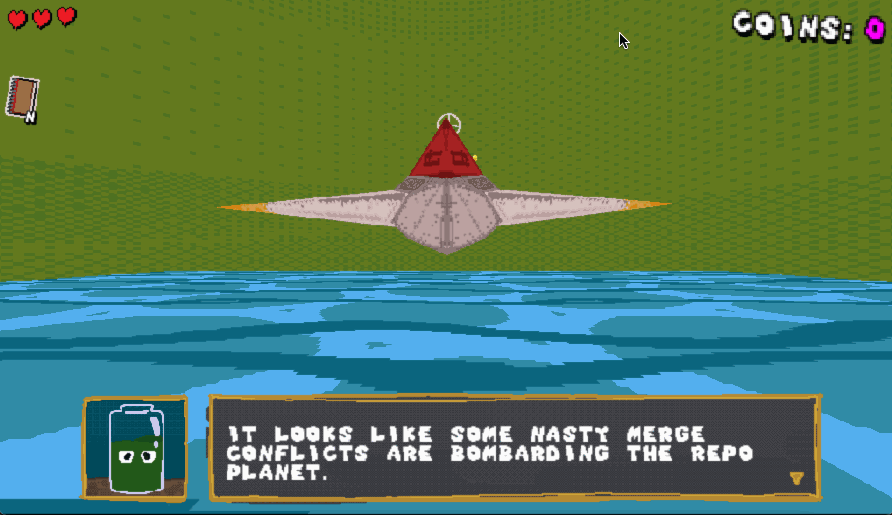 COINS: 0
N
IT LOOKS LIKE SOME NASTY MERGE
CONFLICTS ARE BOMBARDING THE REPO
PLANET.